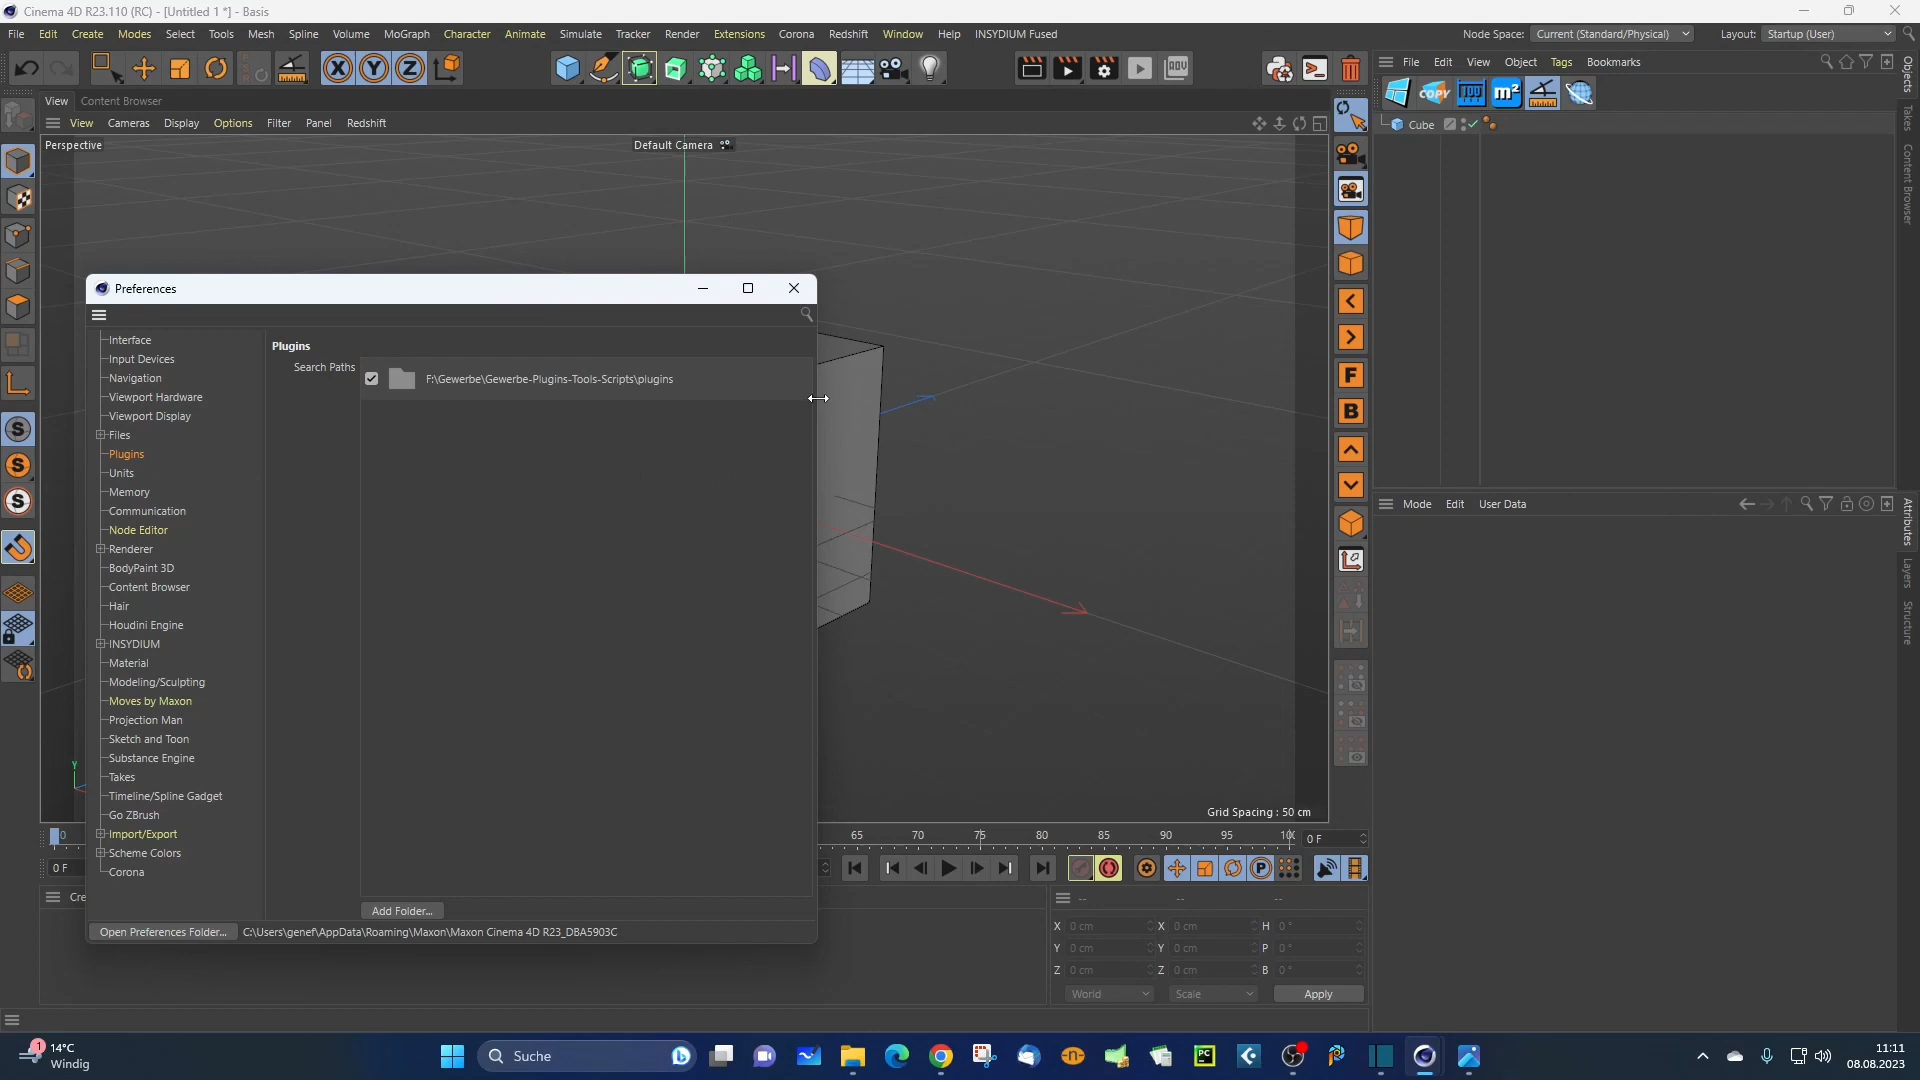 Cinema 4D R23.110 (RC) - [Untitled 1 *] - Basis
File Edit Create Modes Select Tools Mesh Spline Volume MoGraph Character Animate Simulate Tracker Render Extensions Corona Redshift Window Help INSYDIUM Fused
Node Space: Current (Standard/Physical) Layout: Startup (User)
X Y Z
ADV
File Edit View Object Tags Bookmarks
COPY m²
Cube
Objects
Takes
Content Browser
View Content Browser
View Cameras Display Options Filter Panel Redshift
Perspective
Default Camera
Preferences
Interface
Input Devices
Navigation
Viewport Hardware
Viewport Display
Files
Plugins
Units
Memory
Communication
Node Editor
Renderer
BodyPaint 3D
Content Browser
Hair
Houdini Engine
INSYDIUM
Material
Modeling/Sculpting
Moves by Maxon
Projection Man
Sketch and Toon
Substance Engine
Takes
Timeline/Spline Gadget
Go ZBrush
Import/Export
Scheme Colors
Corona
Plugins
Search Paths
F:\Gewerbe\Gewerbe-Plugins-Tools-Scripts\plugins
Add Folder...
Open Preferences Folder... C:\Users\genef\AppData\Roaming\Maxon\Maxon Cinema 4D R23_DBA5903C
S
S
S
F
B
Y
Grid Spacing : 50 cm
Mode Edit User Data
Attributes
Layers
Structure
0 65 70 75 80 85 90 95 100 0 F
0 F
P
Cre
-- -- --
X 0 cm X 0 cm H 0 °
Y 0 cm Y 0 cm P 0 °
Z 0 cm Z 0 cm B 0 °
World Scale Apply
1
14°C
Windig
Suche
PC
11:11
08.08.2023